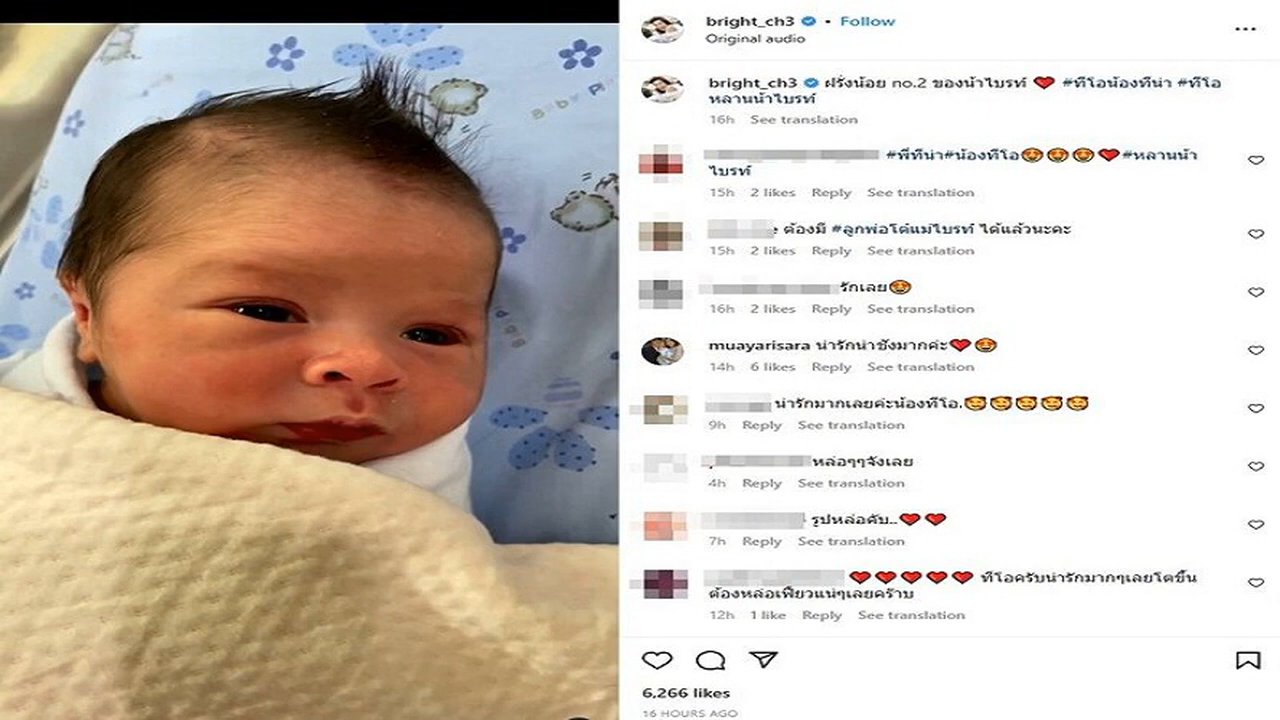 bright_ch3 • Follow
Original audio
bright_ch3 ฝรั่งน้อย no.2 ของน้าไบรท์ ❤️ #ทีโอน้องทีน่า #ทีโอ
หลานน้าไบรท์
16h See translation
#พี่ทีน่า#น้องทีโอ🤩🤩🤩❤️#หลานน้า
ไบรท์
15h 2 likes Reply See translation
ต้องมี #ลูกพ่อโต๋แม่ไบรท์ ได้แล้วนะคะ
15h 2 likes Reply See translation
รักเลย🤩
16h 2 likes Reply See translation
muayarisara น่ารักน่าชังมากค่ะ❤️🤩
14h 6 likes Reply See translation
น่ารักมากเลยค่ะน้องทีโอ.🥰🥰🥰🥰🥰
9h Reply See translation
หล่อๆๆจังเลย
4h Reply See translation
รูปหล่อคับ..❤️❤️
7h Reply See translation
❤️❤️❤️❤️❤️ ทีโอครับน่ารักมากๆเลยโตขึ้น
ต้องหล่อเฟี้ยวแน่ๆเลยคร๊าบ
12h 1 like Reply See translation
6,266 likes
16 HOURS AGO
Baby